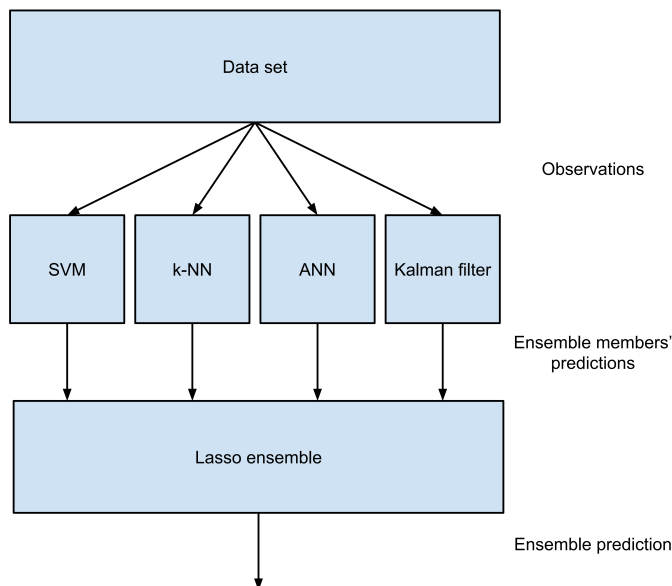 Data set
Observations
SVM
k-NN
ANN
Kalman filter
Ensemble members'
predictions
Lasso ensemble
Ensemble prediction